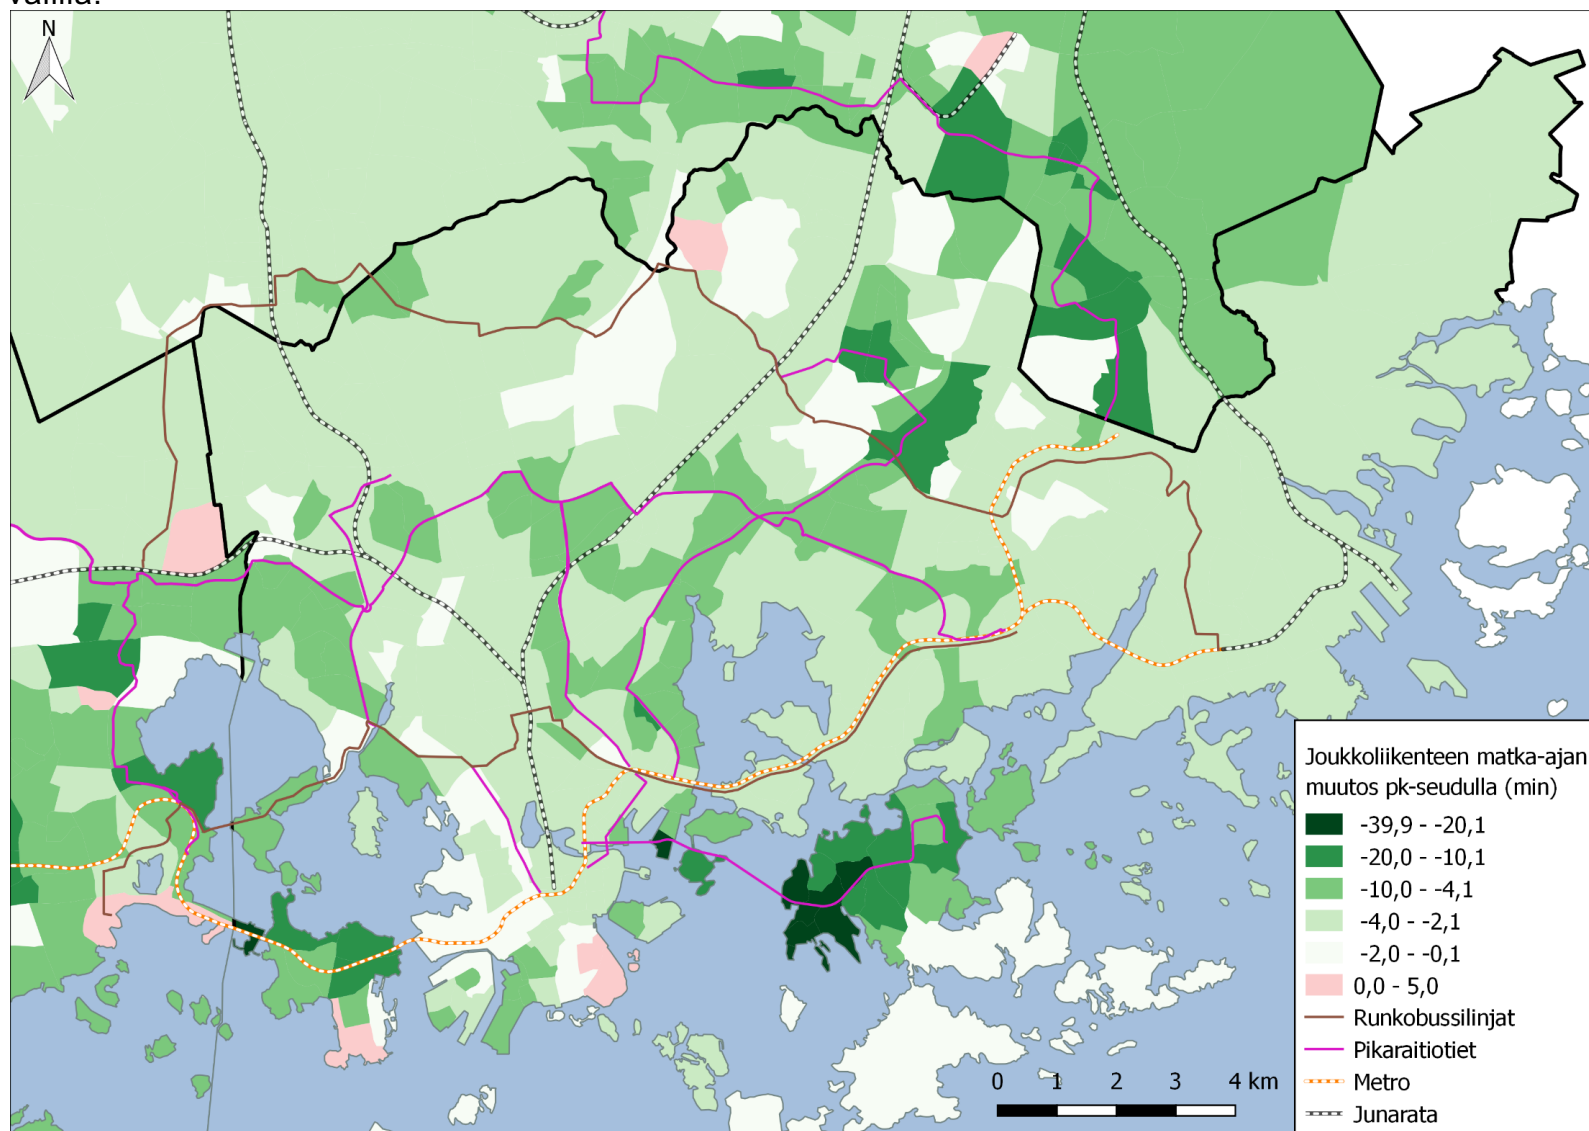 välillä.
N
Joukkoliikenteen matka-ajan
muutos pk-seudulla (min)
-39,9 - -20,1
-20,0 - -10,1
-10,0 - -4,1
-4,0 - -2,1
-2,0 - -0,1
0,0 - 5,0
Runkobussilinjat
Pikaraitiotiet
Metro
Junarata
0 1 2 3 4 km